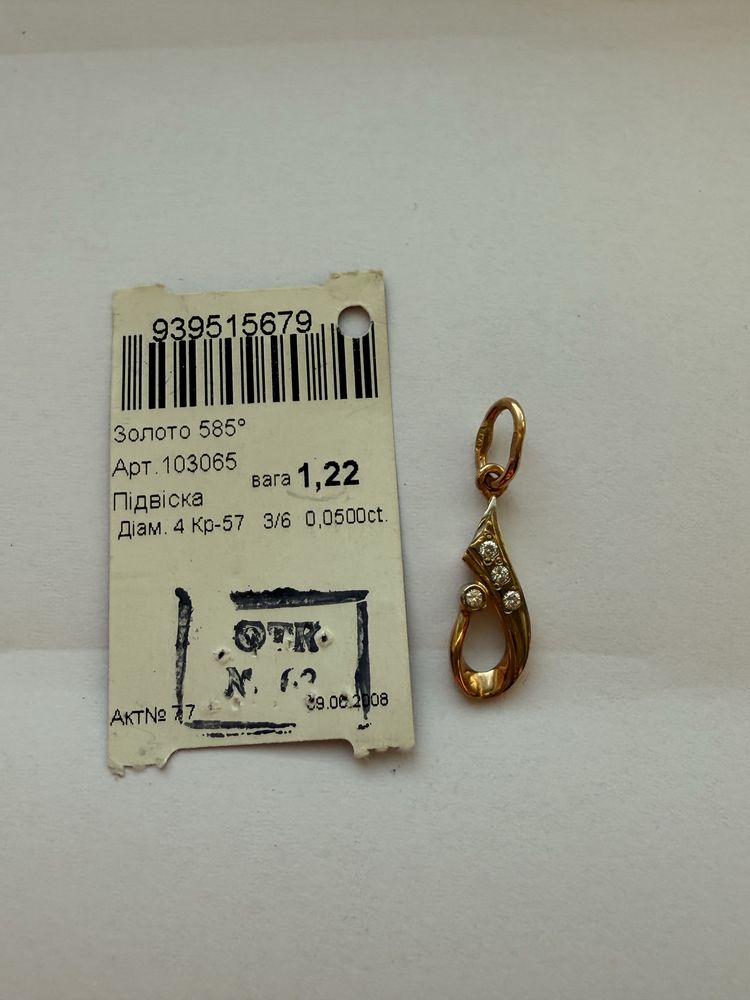 939515679
Золото 585°
Арт.103065
вага 1,22
Підвіска
Діам. 4 Кр-57 3/6 0,0500ct.
ОТК
Акт№ 77